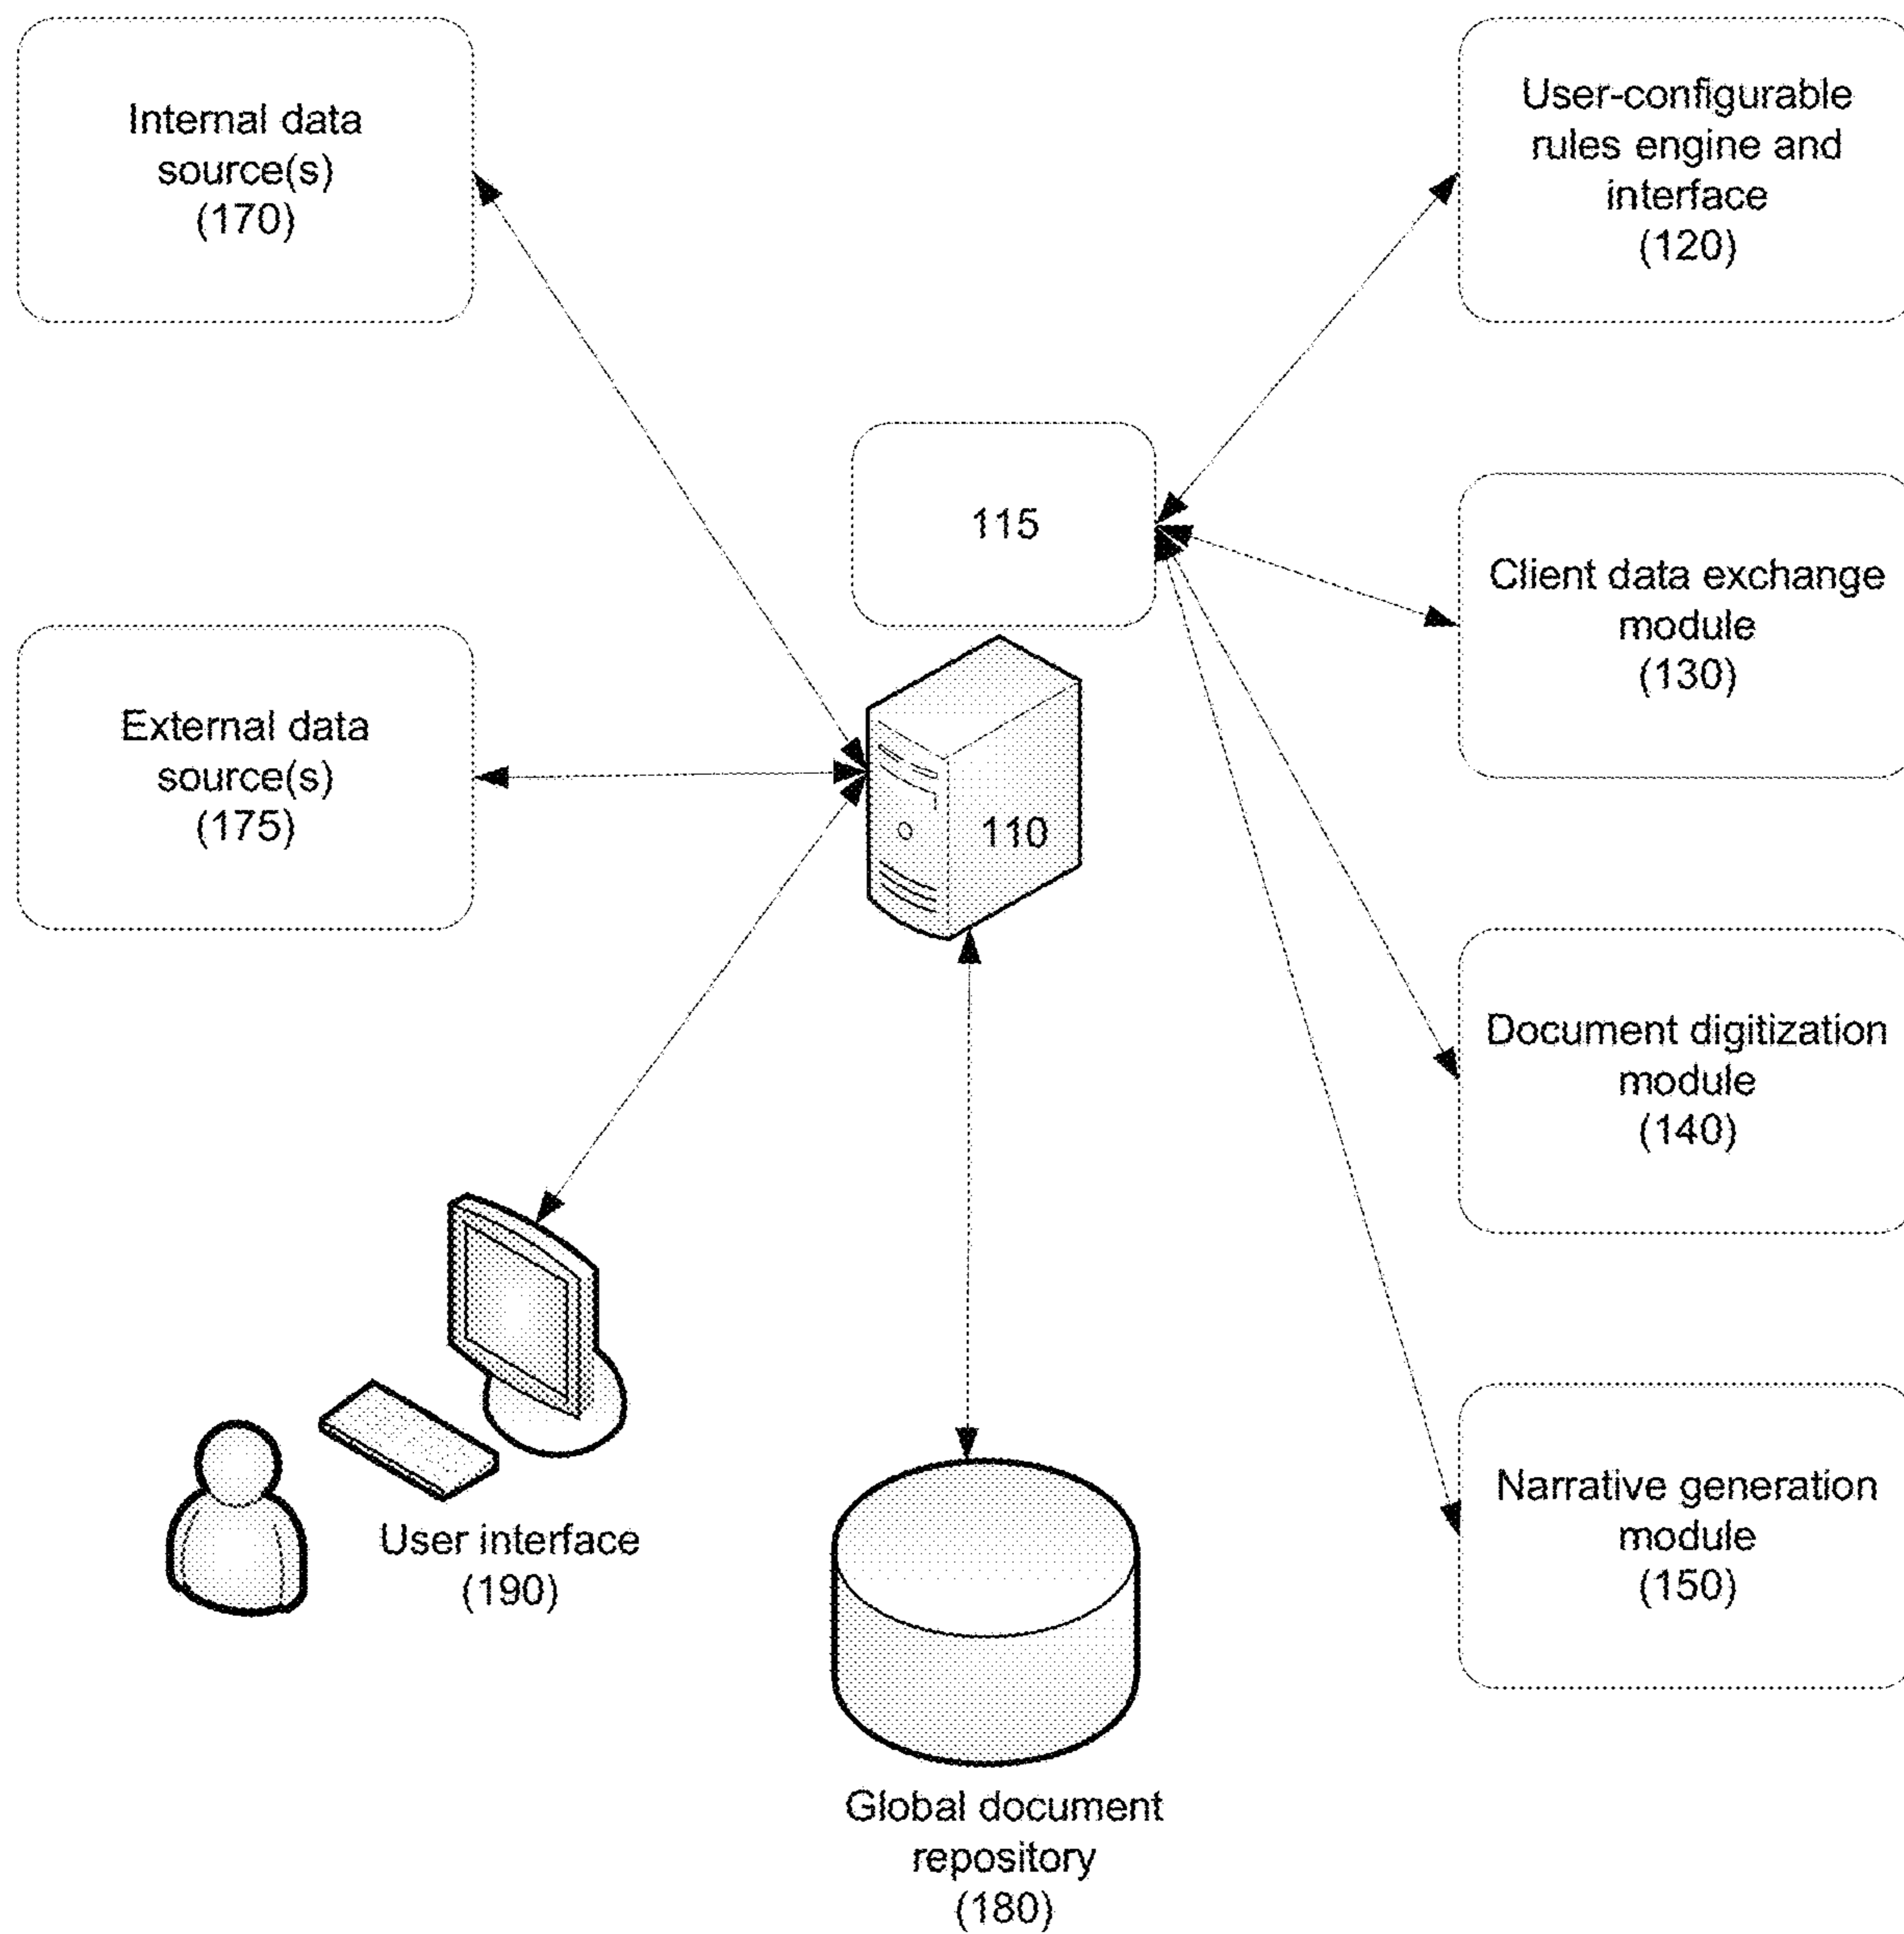 Internal data
source(s)
(170)
User-configurable
rules engine and
interface
(120)
115
Client data exchange
module
(130)
External data
source(s)
(175)
110
Document digitization
module
(140)
Narrative generation
module
(150)
User interface
(190)
Global document
repository
(180)